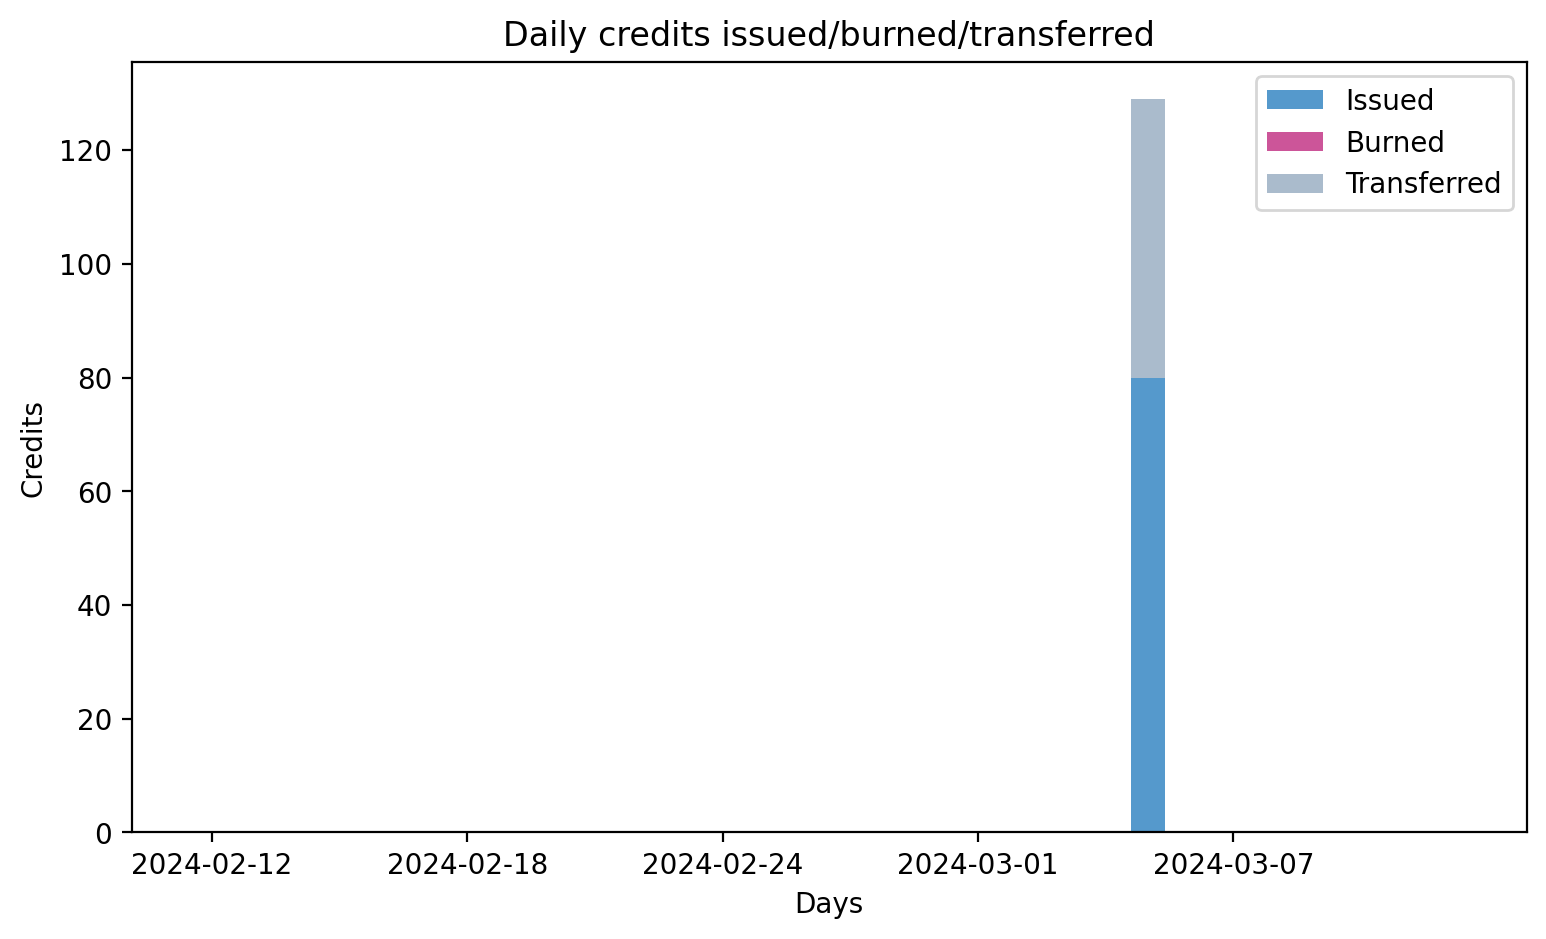 Daily credits issued/burned/transferred
Issued
Burned
Transferred
120
100
80
60
40
20
0
Credits
2024-02-12 2024-02-18 2024-02-24 2024-03-01 2024-03-07
Days